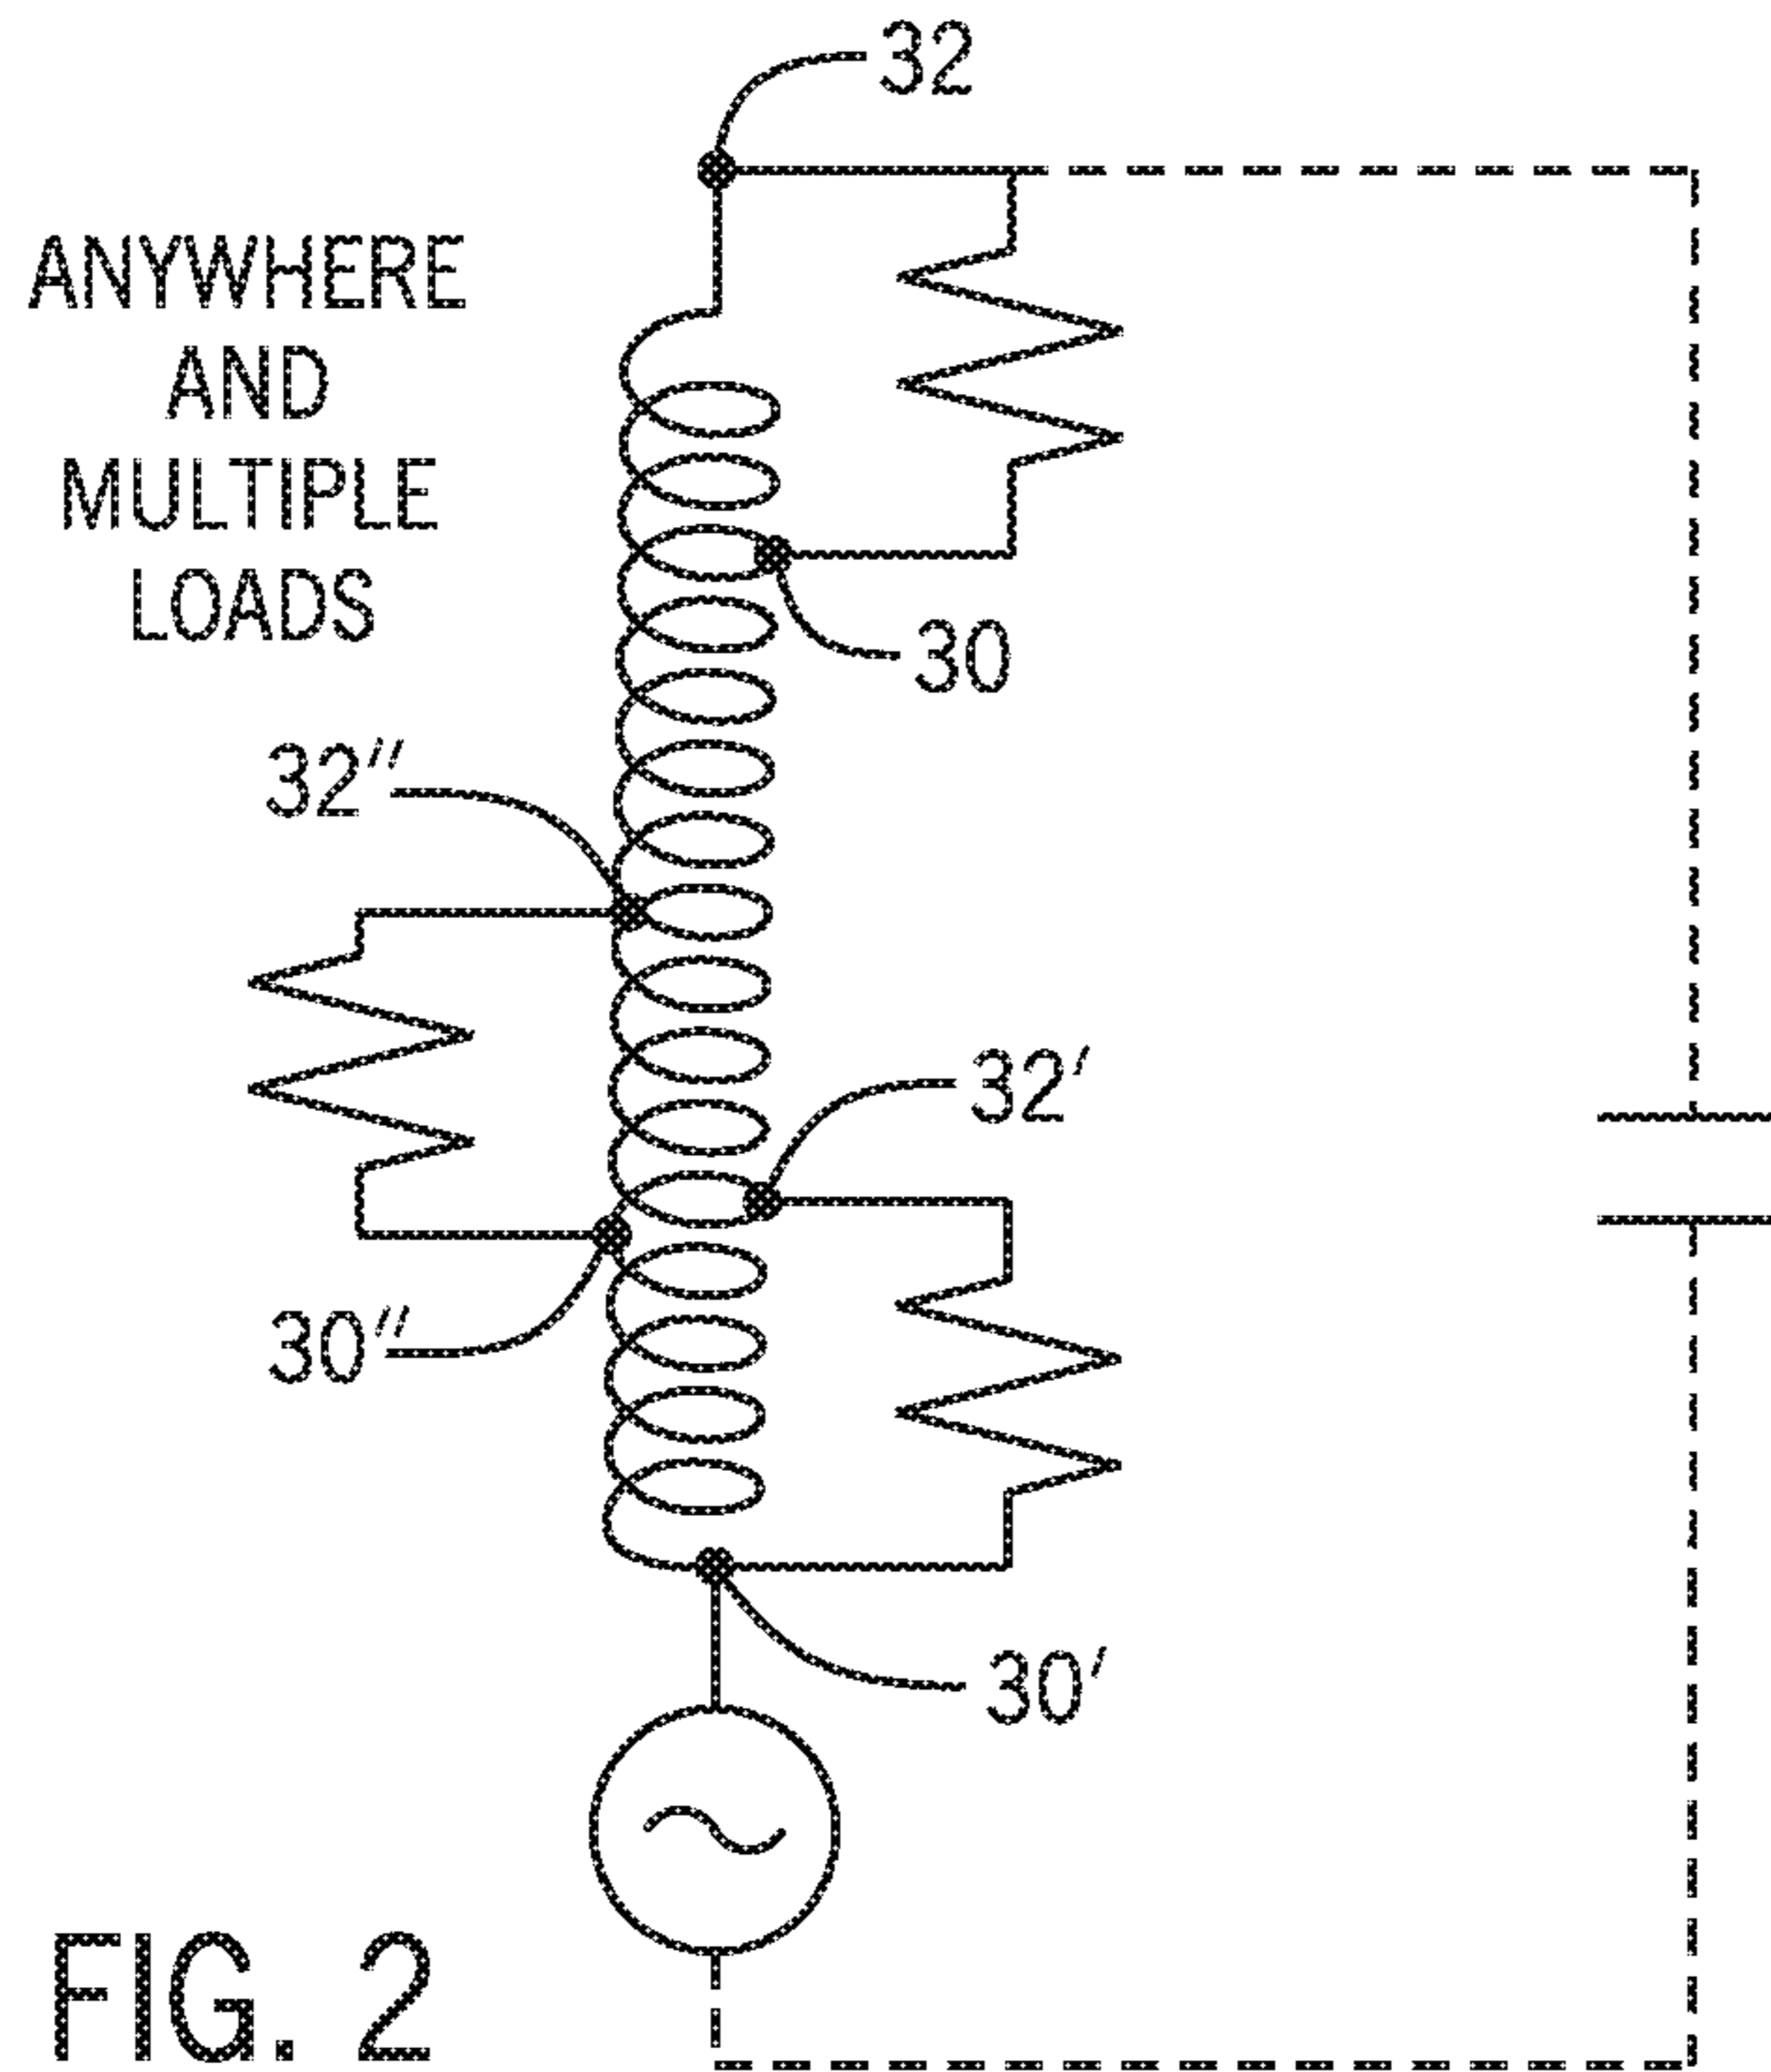 32
ANYWHERE
AND
MULTIPLE
LOADS
30
32″
32′
30″
30′
FIG. 2